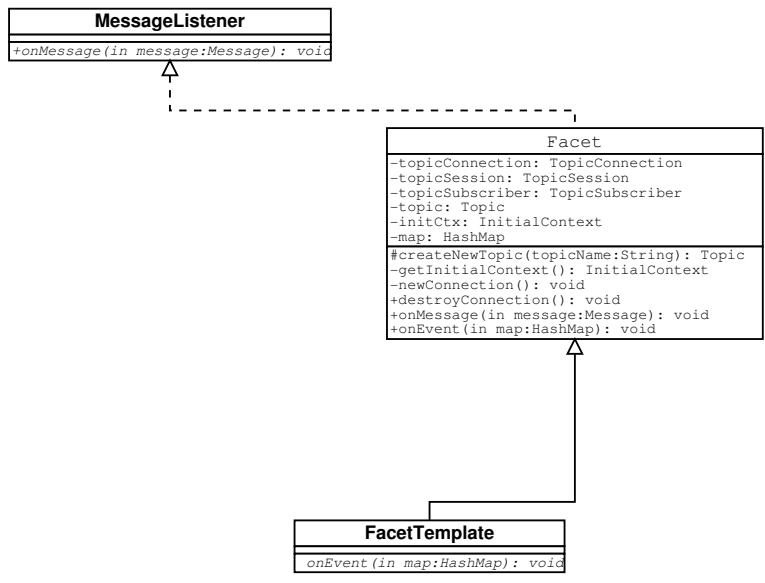 MessageListener
+onMessage(in message:Message): void
Facet
-topicConnection: TopicConnection
-topicSession: TopicSession
-topicSubscriber: TopicSubscriber
-topic: Topic
-initCtx: InitialContext
-map: HashMap
#createNewTopic(topicName:String): Topic
-getInitialContext(): InitialContext
-newConnection(): void
+destroyConnection(): void
+onMessage(in message:Message): void
+onEvent(in map:HashMap): void
FacetTemplate
onEvent(in map:HashMap): void